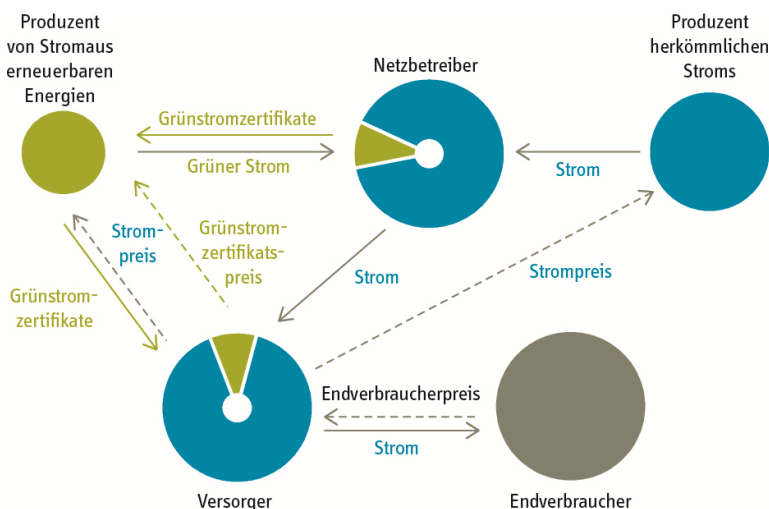 Produzent
von Stromaus
erneuerbaren
Energien
Netzbetreiber
Produzent
herkömmlichen
Stroms
Grünstromzertifikate
Grüner Strom
Strom
Strom-
preis
Grünstrom-
zertifikats-
preis
Grünstrom-
zertifikate
Strom
Strompreis
Endverbraucherpreis
Strom
Versorger
Endverbraucher